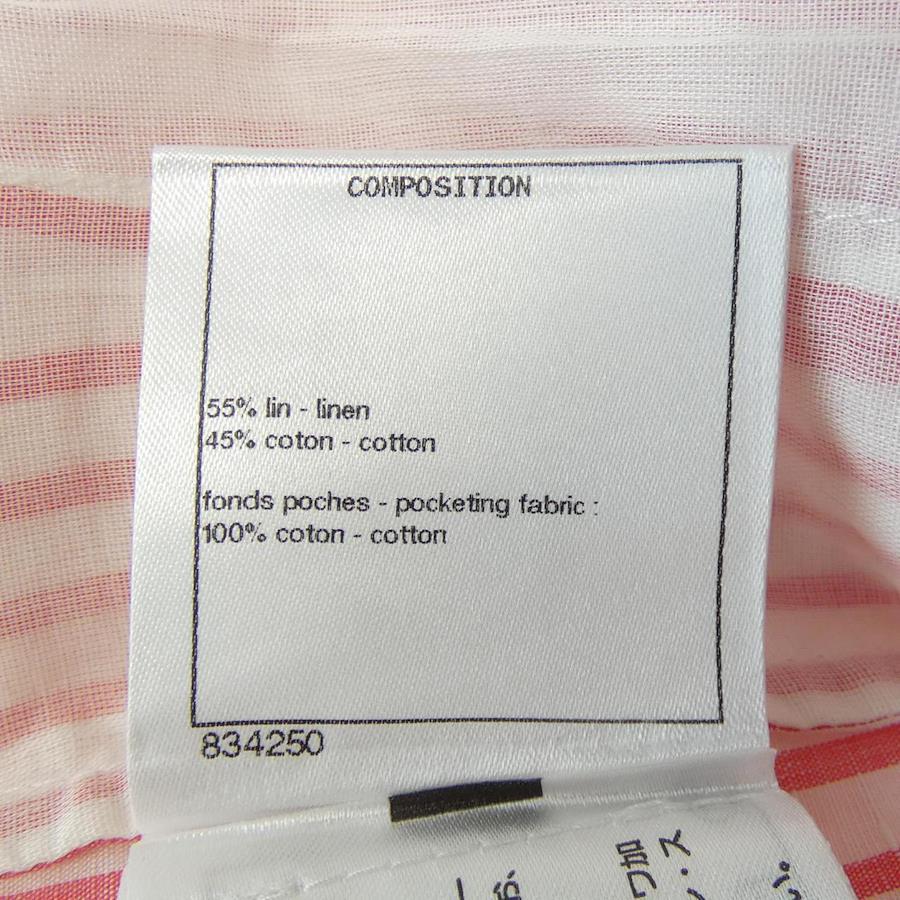 COMPOSITION
55% lin - linen
45% coton - cotton
fonds poches - pocketing fabric :
100% coton - cotton
834250